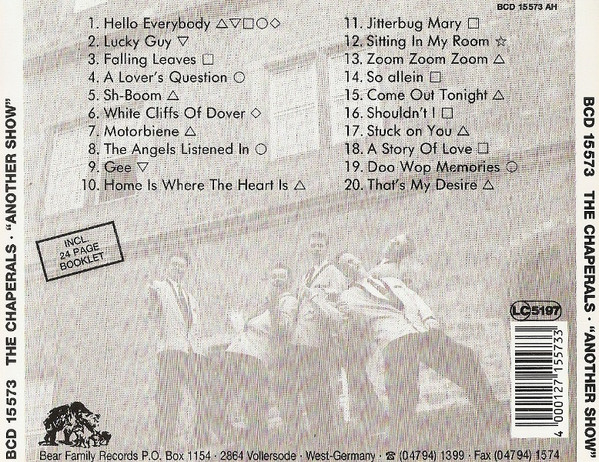 BCD 15573 AH
1. Hello Everybody △▽□○◇
2. Lucky Guy ▽
3. Falling Leaves □
4. A Lover's Question ○
5. Sh-Boom △
6. White Cliffs Of Dover ◇
7. Motorbiene △
8. The Angels Listened In ○
9. Gee ▽
10. Home Is Where The Heart Is △
11. Jitterbug Mary □
12. Sitting In My Room ☆
13. Zoom Zoom Zoom △
14. So allein □
15. Come Out Tonight △
16. Shouldn't I □
17. Stuck on You △
18. A Story Of Love □
19. Doo Wop Memories ○
20. That's My Desire △
INCL.
24 PAGE
BOOKLET
LC 5197
4 000127 155733
Bear Family Records P.O. Box 1154 · 2864 Vollersode · West-Germany · ☎ (04794) 1399 · Fax (04794) 1574
BCD 15573 THE CHAPERALS · "ANOTHER SHOW"
BCD 15573 THE CHAPERALS · "ANOTHER SHOW"